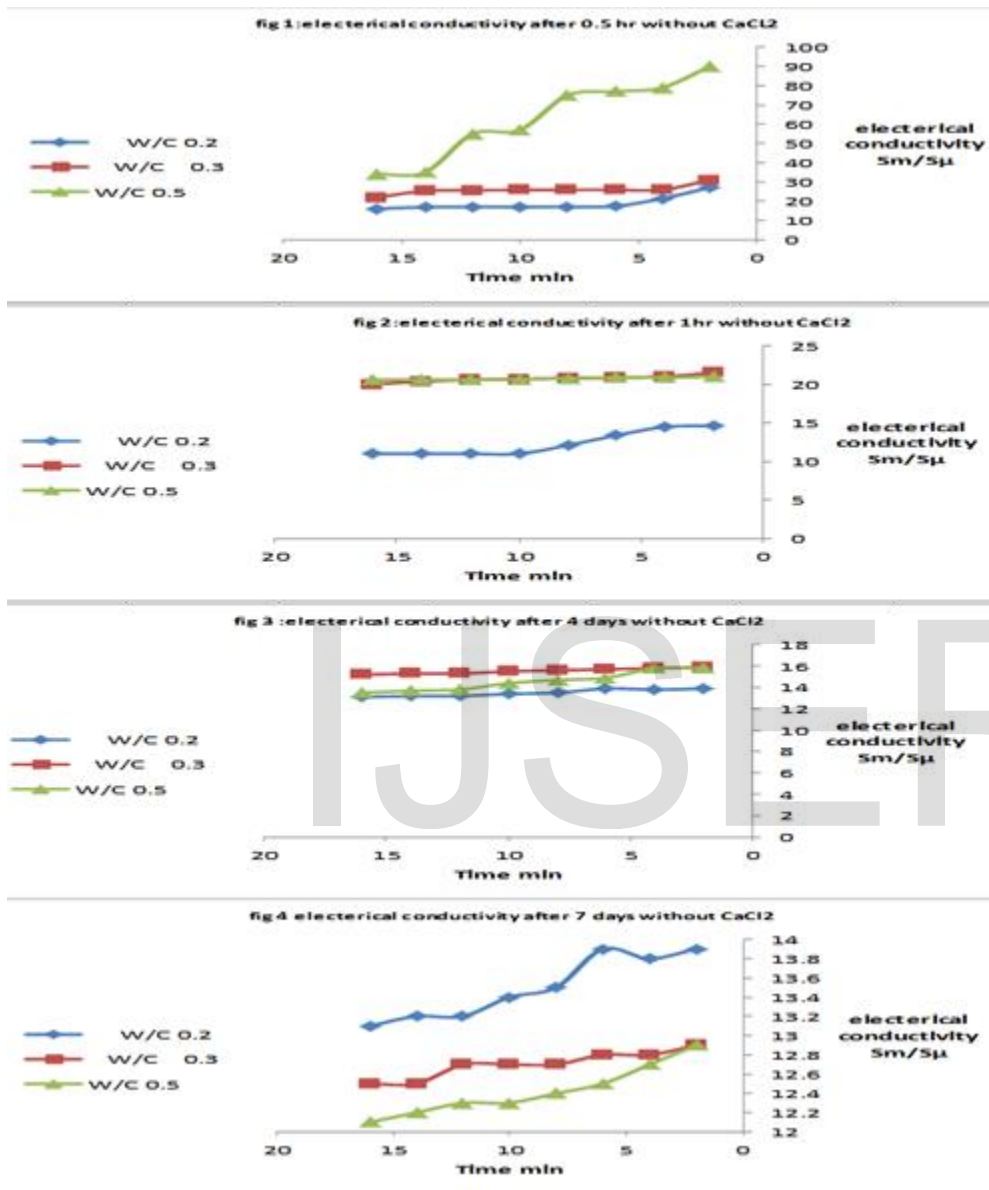 fig 1:electerical conductivity after 0.5 hr without CaCl2
100
90
80
70
60
50
40
30
20
10
0
electerical
conductivity
Sm/Sµ
W/C 0.2
W/C 0.3
W/C 0.5
20 15 10 5 0
Time min
fig 2:electerical conductivity after 1hr without CaCl2
25
20
15
10
5
0
electerical
conductivity
Sm/Sµ
W/C 0.2
W/C 0.3
W/C 0.5
20 15 10 5 0
Time min
fig 3 :electerical conductivity after 4 days without CaCl2
18
16
14
12
10
8
6
4
2
0
electerical
conductivity
Sm/Sµ
W/C 0.2
W/C 0.3
W/C 0.5
20 15 10 5 0
Time min
IJSER
fig 4 electerical conductivity after 7 days without CaCl2
14
13.8
13.6
13.4
13.2
13
12.8
12.6
12.4
12.2
12
electerical
conductivity
Sm/Sµ
W/C 0.2
W/C 0.3
W/C 0.5
20 15 10 5 0
Time min